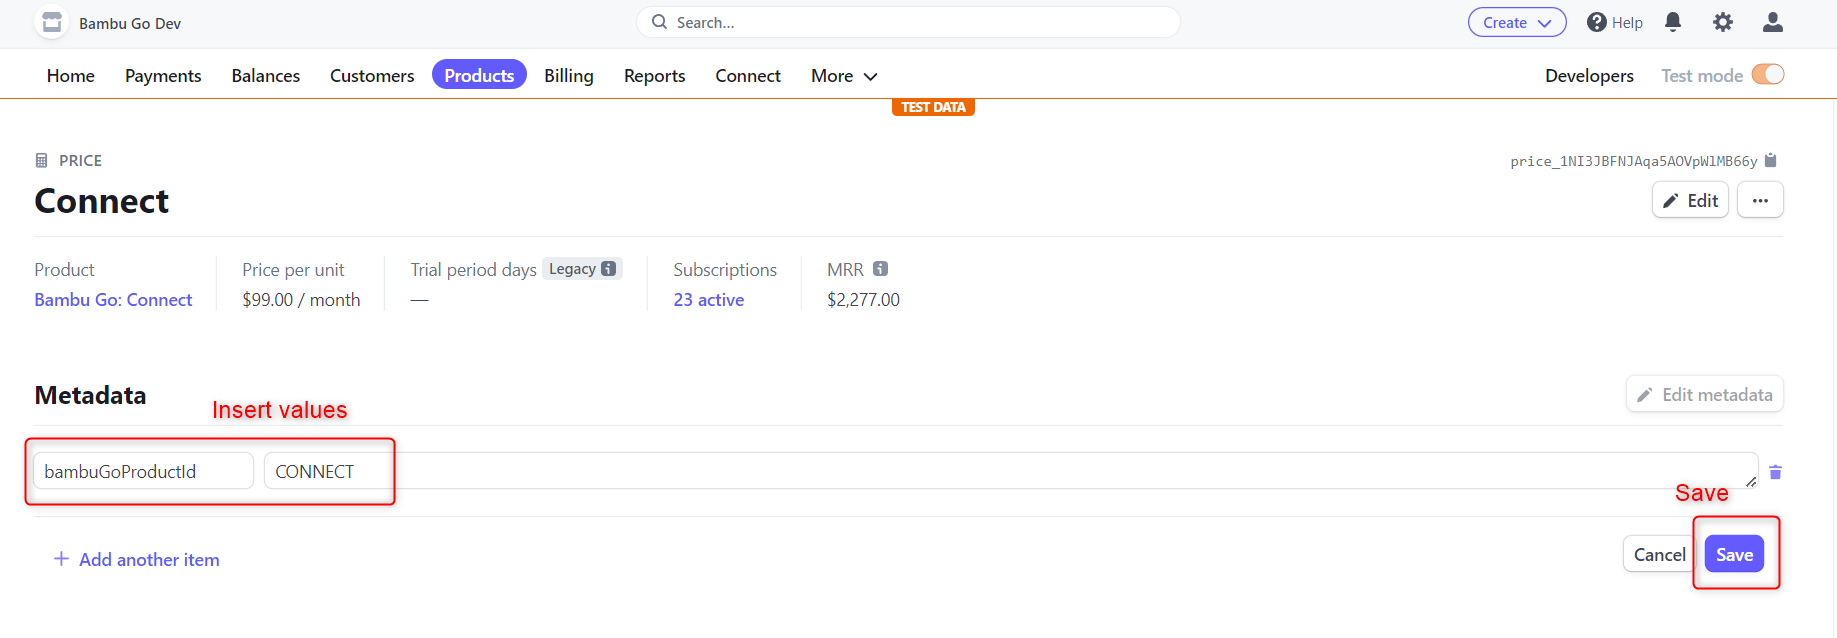 Bambu Go Dev
Search...
Create
Help
Home Payments Balances Customers Products Billing Reports Connect More
Developers Test mode
TEST DATA
PRICE
price_1NI3JBFNJAqa5AOVpWlMB66y
Connect
Edit
Product Price per unit Trial period days Legacy Subscriptions MRR
Bambu Go: Connect $99.00 / month — 23 active $2,277.00
Metadata
Edit metadata
Insert values
bambuGoProductId CONNECT
Save
Add another item
Cancel Save